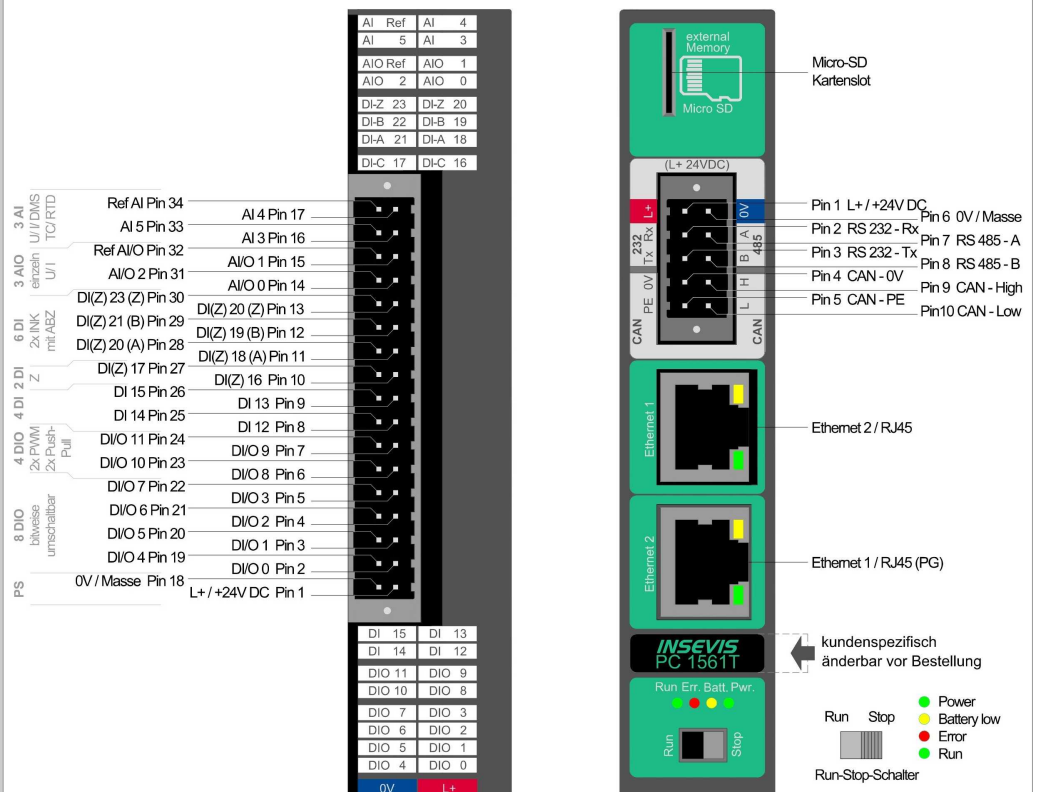 AI Ref AI 4
AI 5 AI 3
AIO Ref AIO 1
AIO 2 AIO 0
DI-Z 23 DI-Z 20
DI-B 22 DI-B 19
DI-A 21 DI-A 18
DI-C 17 DI-C 16
3 AI
U/ I/ DMS
TC/ RTD
3 AIO
einzeln
U/ I
6 DI
2x INK
mit ABZ
2 DI
Z
4 DI
4 DIO
2x PWM
2x Push-
Pull
8 DIO
bitweise
umschaltbar
PS
Ref AI Pin 34
AI 4 Pin 17
AI 5 Pin 33
AI 3 Pin 16
Ref AI/O Pin 32
AI/O 1 Pin 15
AI/O 2 Pin 31
AI/O 0 Pin 14
DI(Z) 23 (Z) Pin 30
DI(Z) 20 (Z) Pin 13
DI(Z) 21 (B) Pin 29
DI(Z) 19 (B) Pin 12
DI(Z) 20 (A) Pin 28
DI(Z) 18 (A) Pin 11
DI(Z) 17 Pin 27
DI(Z) 16 Pin 10
DI 15 Pin 26
DI 13 Pin 9
DI 14 Pin 25
DI 12 Pin 8
DI/O 11 Pin 24
DI/O 9 Pin 7
DI/O 10 Pin 23
DI/O 8 Pin 6
DI/O 7 Pin 22
DI/O 3 Pin 5
DI/O 6 Pin 21
DI/O 2 Pin 4
DI/O 5 Pin 20
DI/O 1 Pin 3
DI/O 4 Pin 19
DI/O 0 Pin 2
0V / Masse Pin 18
L+ / +24V DC Pin 1
DI 15 DI 13
DI 14 DI 12
DIO 11 DIO 9
DIO 10 DIO 8
DIO 7 DIO 3
DIO 6 DIO 2
DIO 5 DIO 1
DIO 4 DIO 0
0V L+
external
Memory
Micro SD
Micro-SD
Kartenslot
(L+ 24VDC)
L+ 0V
232
Rx
Tx
A
B
485
0V
PE
H
L
CAN
CAN
Pin 1 L+ / +24V DC
Pin 6 0V / Masse
Pin 2 RS 232 - Rx
Pin 7 RS 485 - A
Pin 3 RS 232 - Tx
Pin 8 RS 485 - B
Pin 4 CAN - 0V
Pin 9 CAN - High
Pin 5 CAN - PE
Pin10 CAN - Low
Ethernet 1
Ethernet 2 / RJ45
Ethernet 2
Ethernet 1 / RJ45 (PG)
INSEVIS
PC 1561T
kundenspezifisch
änderbar vor Bestellung
Run Err. Batt. Pwr.
Run
Stop
Run Stop
Run-Stop-Schalter
Power
Battery low
Error
Run